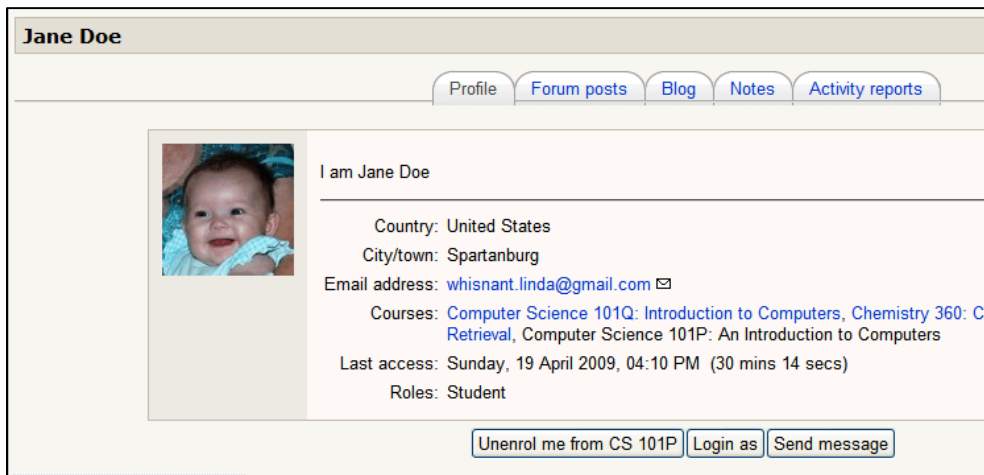 Jane Doe
Profile Forum posts Blog Notes Activity reports
I am Jane Doe
Country: United States
City/town: Spartanburg
Email address: whisnant.linda@gmail.com
Courses: Computer Science 101Q: Introduction to Computers, Chemistry 360: C
Retrieval, Computer Science 101P: An Introduction to Computers
Last access: Sunday, 19 April 2009, 04:10 PM (30 mins 14 secs)
Roles: Student
Unenrol me from CS 101P Login as Send message